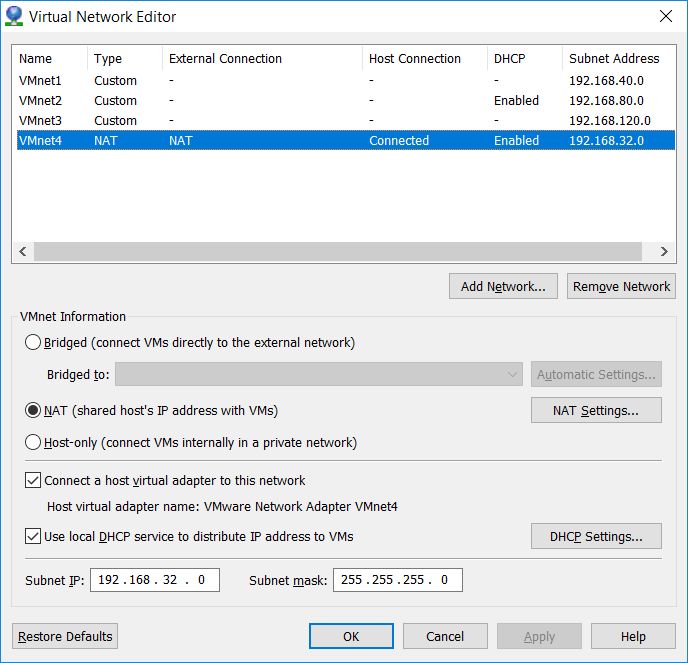 Virtual Network Editor
Name Type External Connection Host Connection DHCP Subnet Address
VMnet1 Custom - - - 192.168.40.0
VMnet2 Custom - - Enabled 192.168.80.0
VMnet3 Custom - - - 192.168.120.0
VMnet4 NAT NAT Connected Enabled 192.168.32.0
Add Network... Remove Network
VMnet Information
Bridged (connect VMs directly to the external network)
Bridged to: Automatic Settings...
NAT (shared host's IP address with VMs) NAT Settings...
Host-only (connect VMs internally in a private network)
Connect a host virtual adapter to this network
Host virtual adapter name: VMware Network Adapter VMnet4
Use local DHCP service to distribute IP address to VMs DHCP Settings...
Subnet IP: 192 . 168 . 32 . 0 Subnet mask: 255 . 255 . 255 . 0
Restore Defaults OK Cancel Apply Help